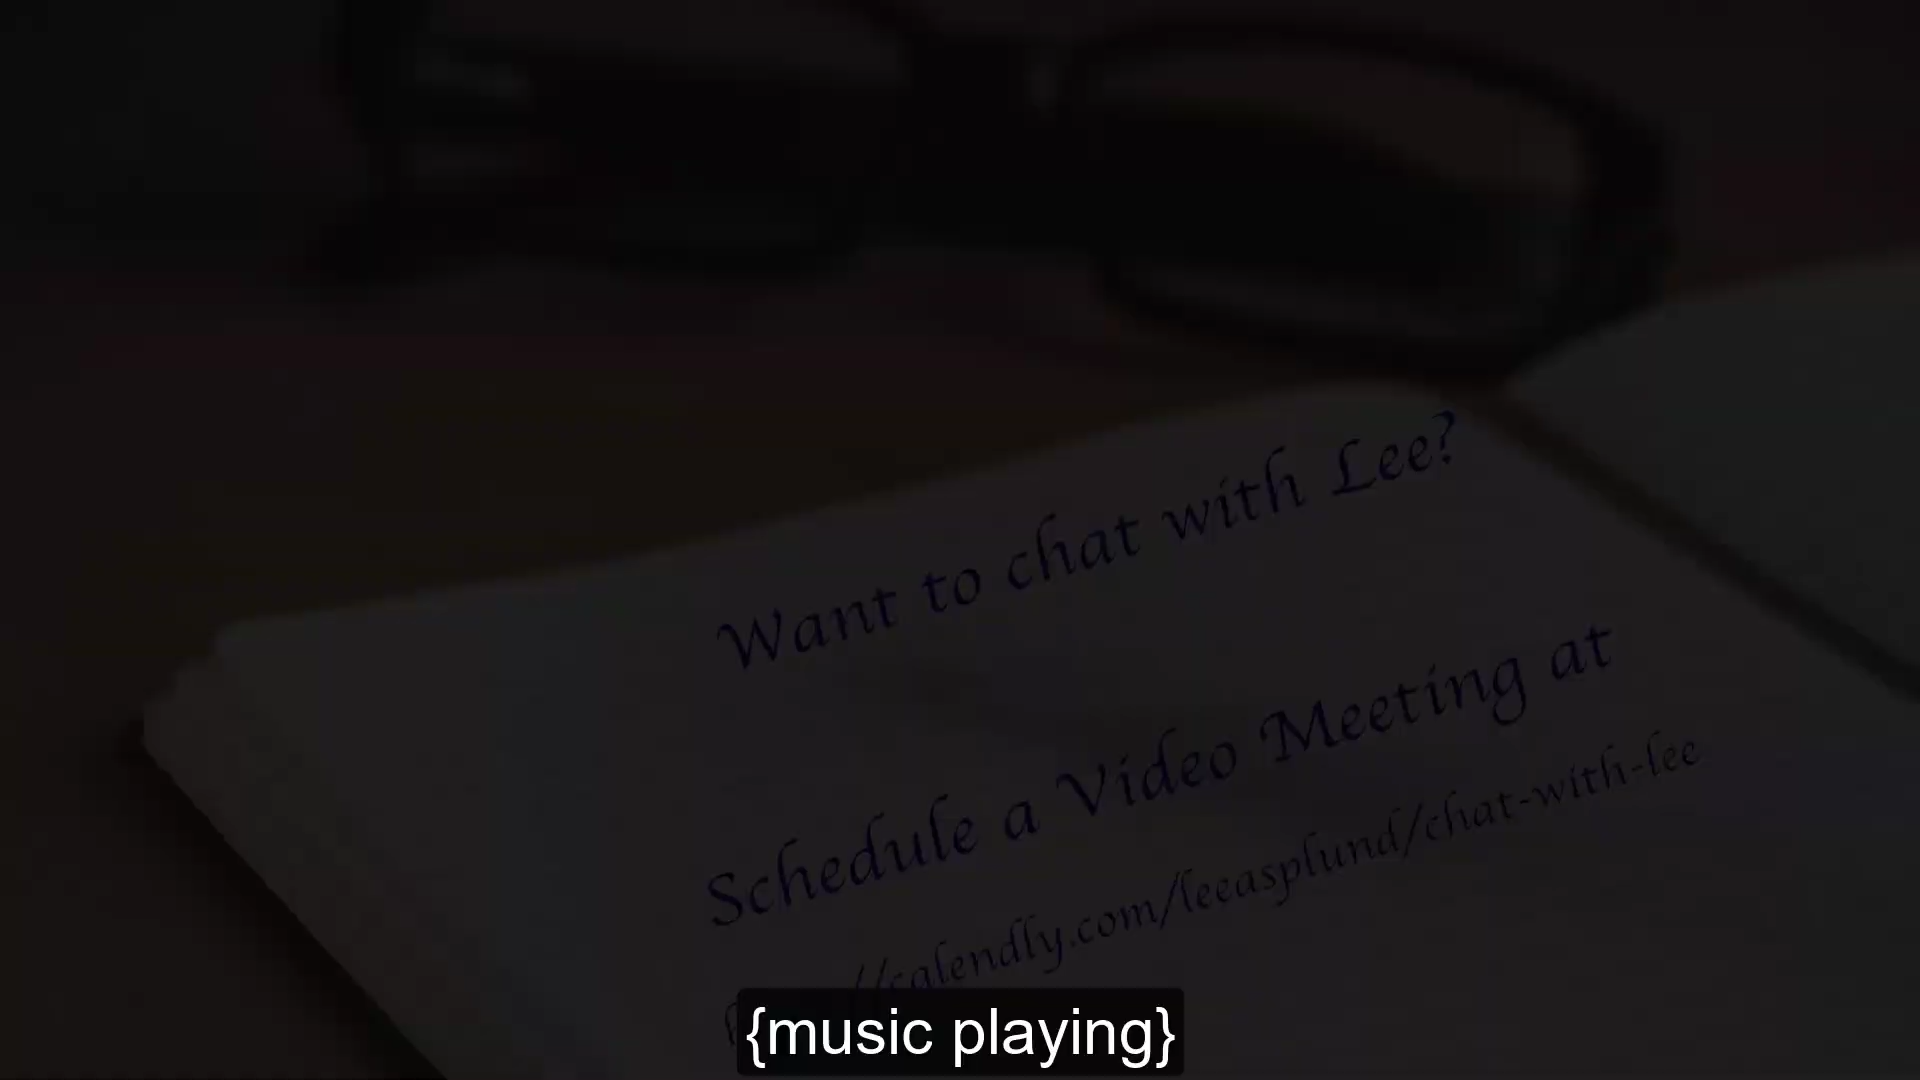 Want to chat with Lee?
Schedule a Video Meeting at
//calendly.com/leeasplund/chat-with-lee
{music playing}